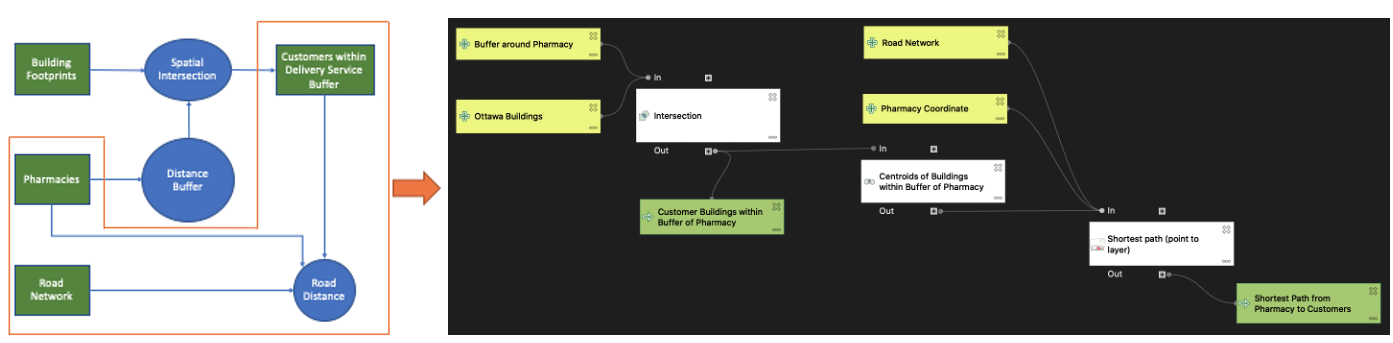 Building
Footprints
Spatial
Intersection
Customers within
Delivery Service
Buffer
Pharmacies
Distance
Buffer
Road
Network
Road
Distance
Buffer around Pharmacy
Ottawa Buildings
In
Intersection
Out
Customer Buildings within
Buffer of Pharmacy
Road Network
Pharmacy Coordinate
In
Centroids of Buildings
within Buffer of Pharmacy
Out
In
Shortest path (point to
layer)
Out
Shortest Path from
Pharmacy to Customers